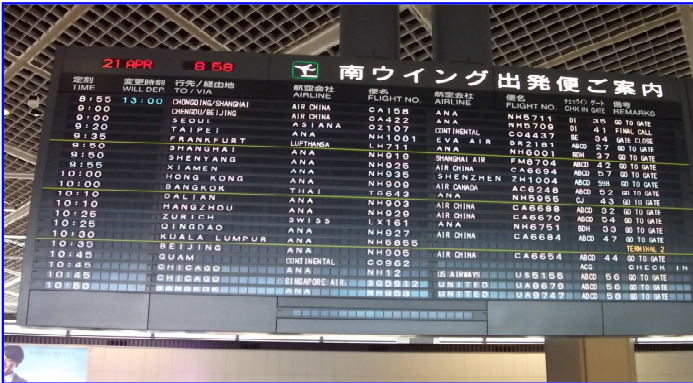 21 APR 8:58
南ウイング出発便ご案内
定刻 変更時刻 行先/経由地 航空会社 便名 航空会社 便名 チェックイン ゲート 備考
TIME WILL DEP. TO/VIA AIRLINE FLIGHT NO. AIRLINE FLIGHT NO. CHK IN GATE REMARKS
8:55 13:00 CHONGQING/SHANGHAI AIR CHINA CA158 ANA NH5711 GO TO GATE
9:00 CHENGDU/BEIJING AIR CHINA CA422 ANA NH5709 41 FINAL CALL
9:00 SEOUL ASIANA OZ107 CONTINENTAL CO4437 BE 34 GATE CLOSE
9:20 TAIPEI ANA NH1081 EVA AIR BR2181 ABCD 27 GO TO GATE
9:35 FRANKFURT LUFTHANSA LH711 ANA NH6001 BDH 37 GO TO GATE
9:50 SHANGHAI ANA NH919 SHANGHAI AIR FM8704 ABCD 42 GO TO GATE
9:50 SHENYANG ANA NH925 AIR CHINA CA6694 ABCD 57 GO TO GATE
9:55 XIAMEN ANA NH935 SHENZHEN ZH1004 ABCD 59B GO TO GATE
10:00 HONG KONG ANA NH909 AIR CANADA AC6248 ABCD 52 GO TO GATE
10:00 BANGKOK THAI TG643 ANA NH5955 CJ 43 GO TO GATE
10:10 DALIAN ANA NH903 AIR CHINA CA6688 ABCD 32 GO TO GATE
10:10 HANGZHOU ANA NH929 AIR CHINA CA6670 ABCD 54 GO TO GATE
10:25 ZURICH SWISS LX161 ANA NH6751 BDH 33 GO TO GATE
10:25 QINGDAO ANA NH927 AIR CHINA CA6684 ABCD 47 GO TO GATE
10:30 KUALA LUMPUR ANA NH5855 TERMINAL 2
10:35 BEIJING ANA NH905 AIR CHINA CA6654 ABCD 44 GO TO GATE
10:45 GUAM CONTINENTAL CO962 ACG CHECK IN
10:45 CHICAGO ANA NH12 US AIRWAYS US5155 ABCD 56 GO TO GATE
10:45 CHICAGO SINGAPORE AIR. UNITED UA9679 ABCD 56 GO TO GATE
10:50 BANGKOK ANA NH953 UNITED UA9747 ABCD 58 GO TO GATE